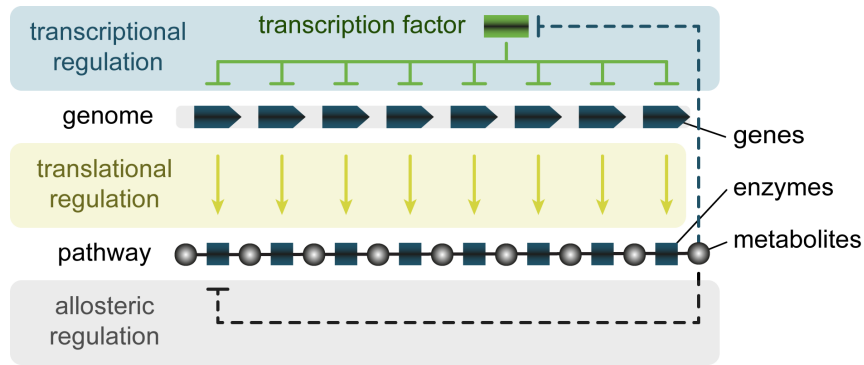 transcriptional
regulation
transcription factor
genome
genes
translational
regulation
enzymes
pathway
metabolites
allosteric
regulation